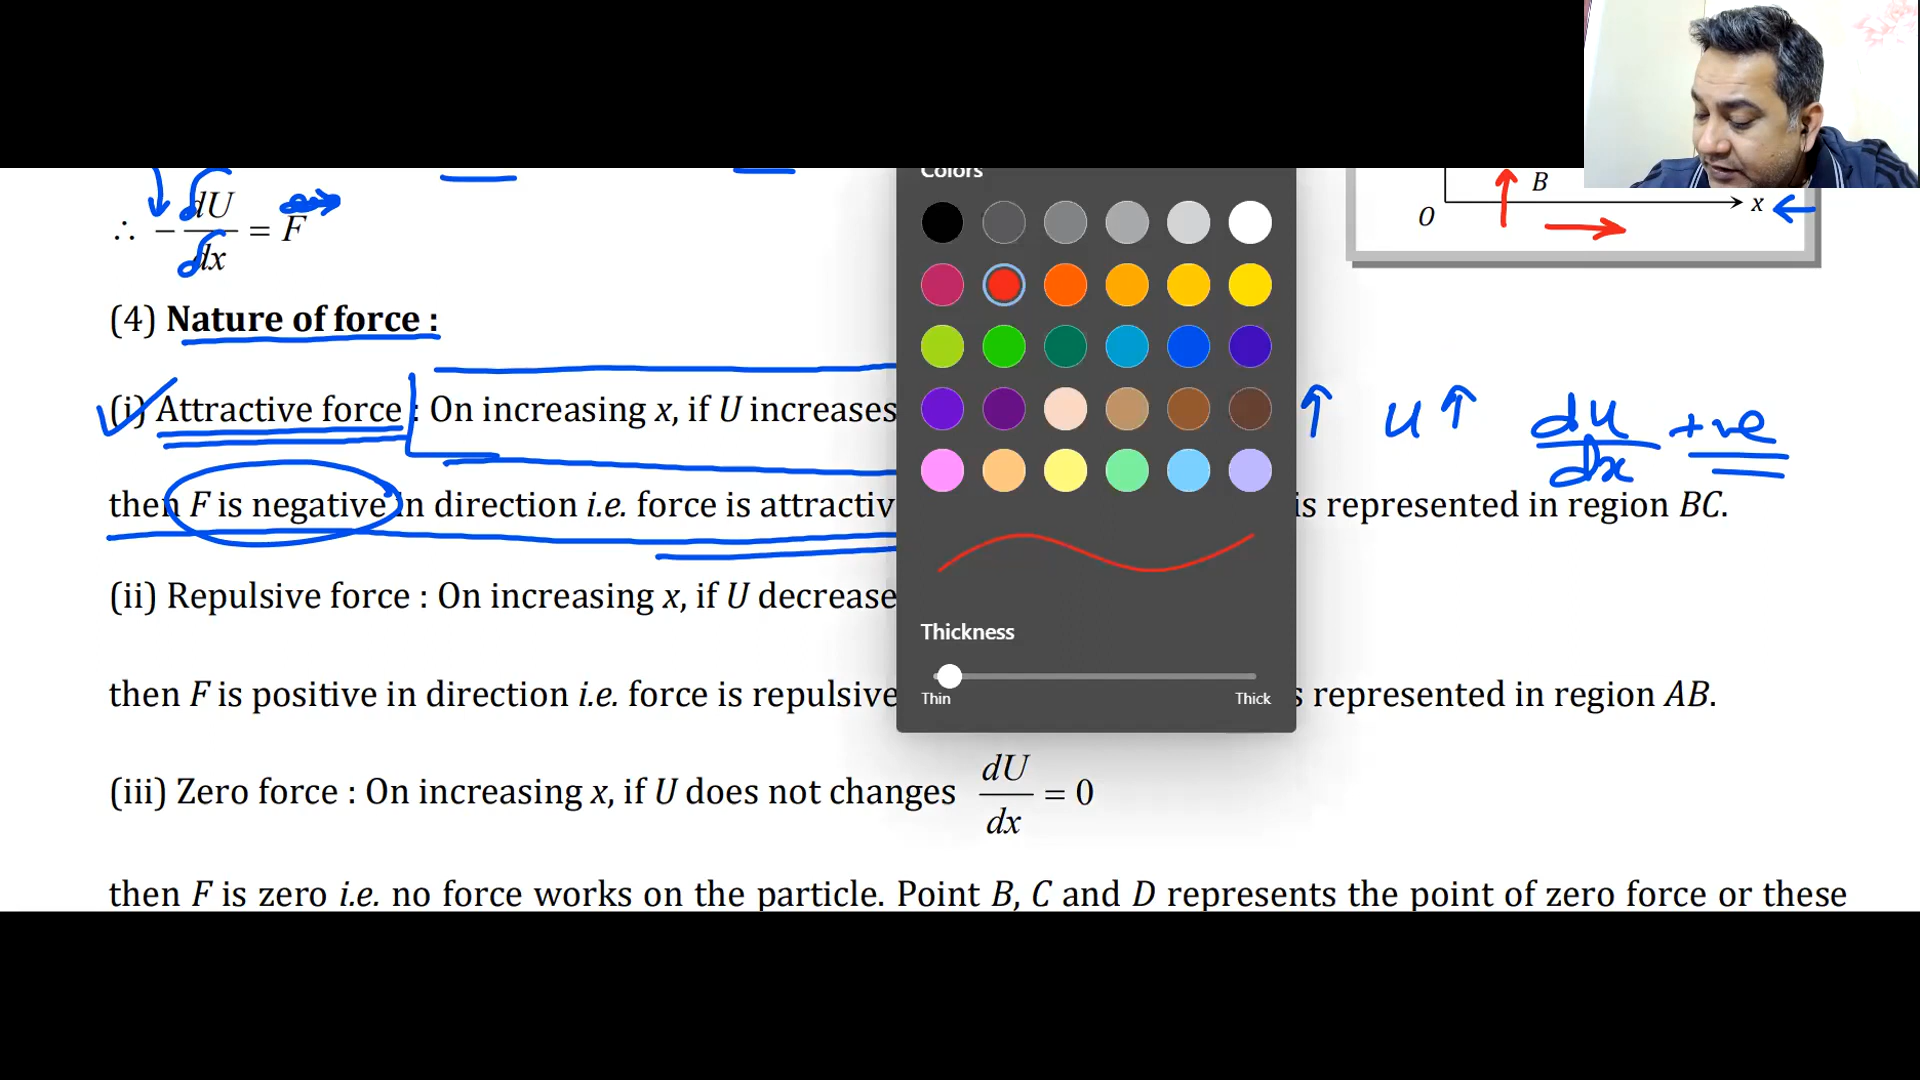 Colors
B
O
x
∴ − dU/dx = F
(4) Nature of force :
(i) Attractive force : On increasing x, if U increases
↑ U ↑ du/dx +ve
then F is negative in direction i.e. force is attractiv
is represented in region BC.
(ii) Repulsive force : On increasing x, if U decrease
Thickness
Thin
Thick
then F is positive in direction i.e. force is repulsive
s represented in region AB.
(iii) Zero force : On increasing x, if U does not changes dU/dx = 0
then F is zero i.e. no force works on the particle. Point B, C and D represents the point of zero force or these